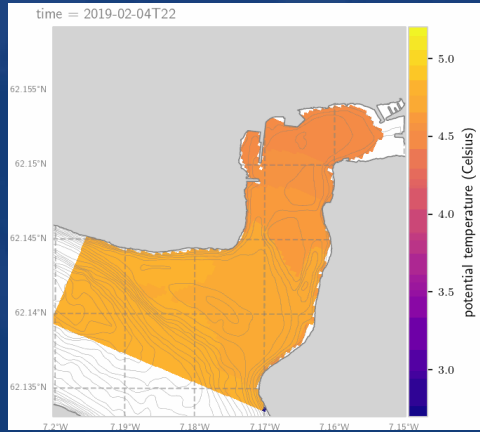 time = 2019-02-04T22
62.155°N
62.15°N
62.145°N
62.14°N
62.135°N
7.2°W
7.19°W
7.18°W
7.17°W
7.16°W
7.15°W
5.0
4.5
4.0
3.5
3.0
potential temperature (Celsius)